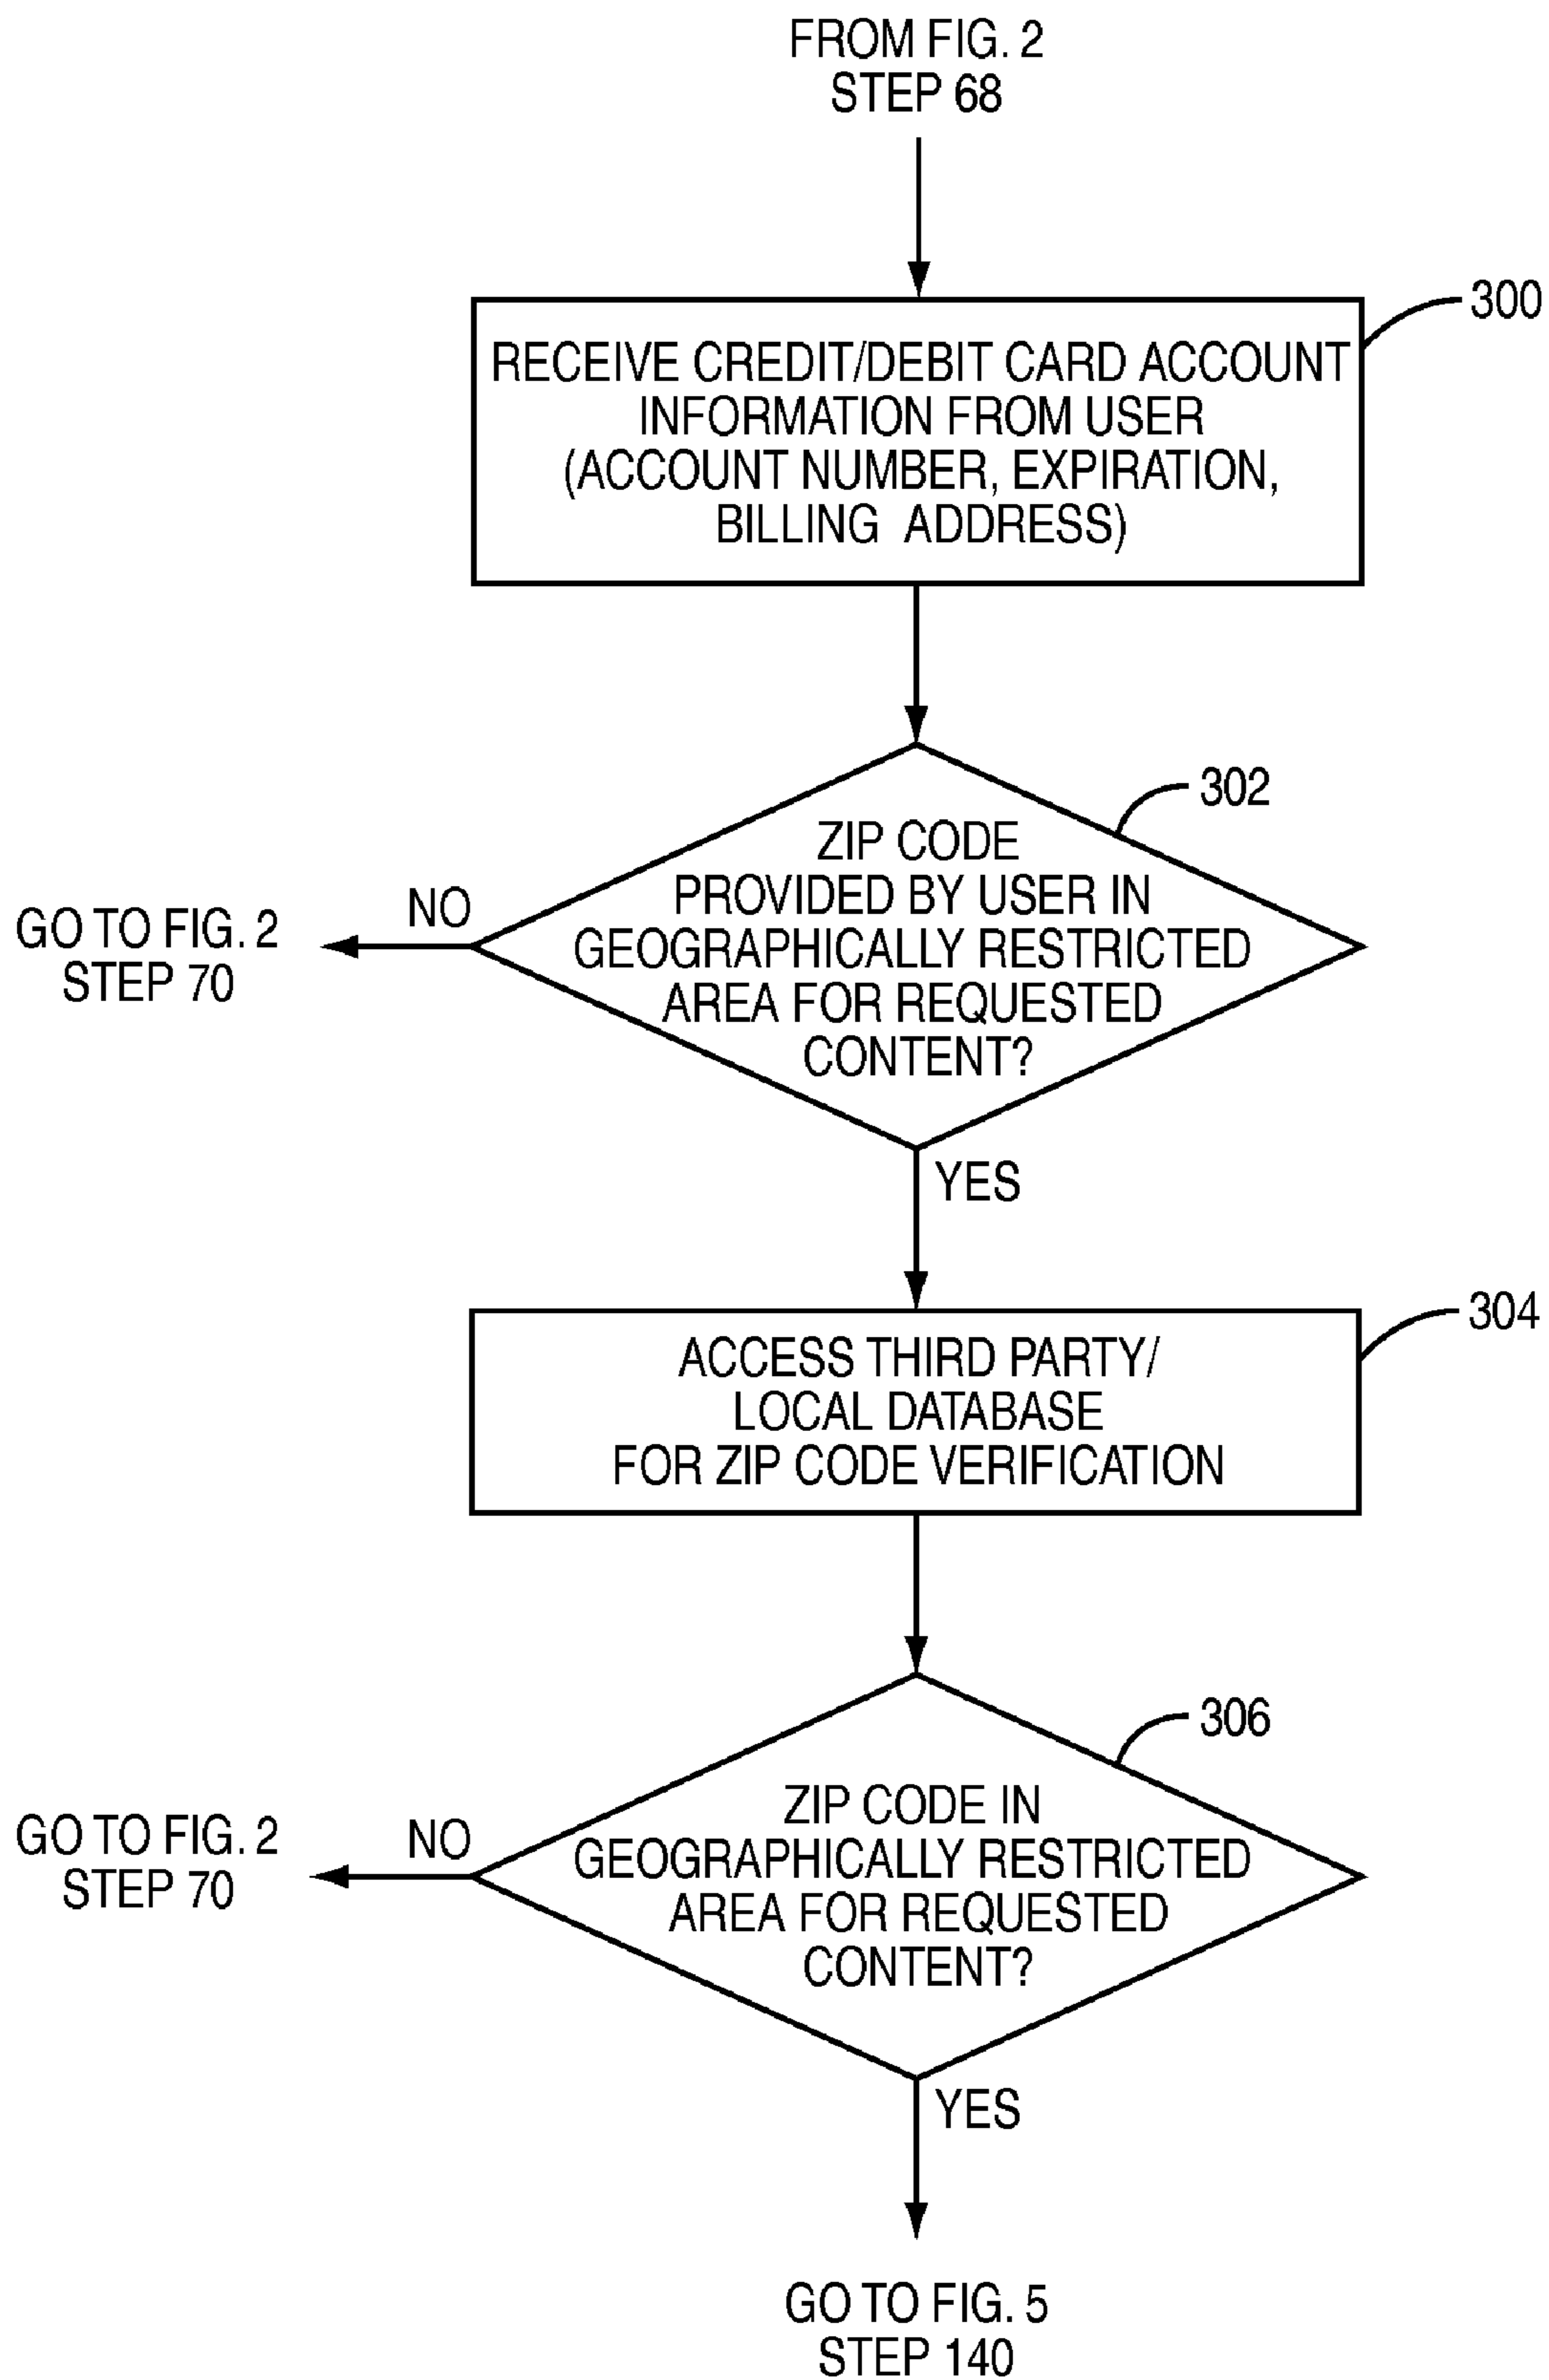 FROM FIG. 2
STEP 68
300
RECEIVE CREDIT/DEBIT CARD ACCOUNT
INFORMATION FROM USER
(ACCOUNT NUMBER, EXPIRATION,
BILLING ADDRESS)
302
ZIP CODE
PROVIDED BY USER IN
GEOGRAPHICALLY RESTRICTED
AREA FOR REQUESTED
CONTENT?
NO
GO TO FIG. 2
STEP 70
YES
304
ACCESS THIRD PARTY/
LOCAL DATABASE
FOR ZIP CODE VERIFICATION
306
ZIP CODE IN
GEOGRAPHICALLY RESTRICTED
AREA FOR REQUESTED
CONTENT?
NO
GO TO FIG. 2
STEP 70
YES
GO TO FIG. 5
STEP 140